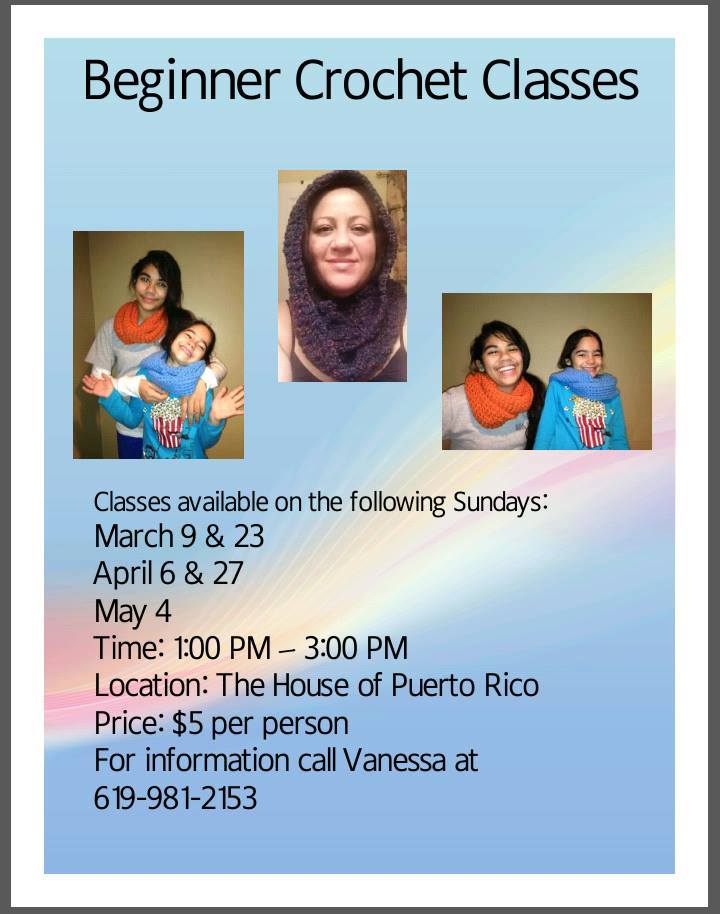 Beginner Crochet Classes
Classes available on the following Sundays:
March 9 & 23
April 6 & 27
May 4
Time: 1:00 PM – 3:00 PM
Location: The House of Puerto Rico
Price: $5 per person
For information call Vanessa at
619-981-2153